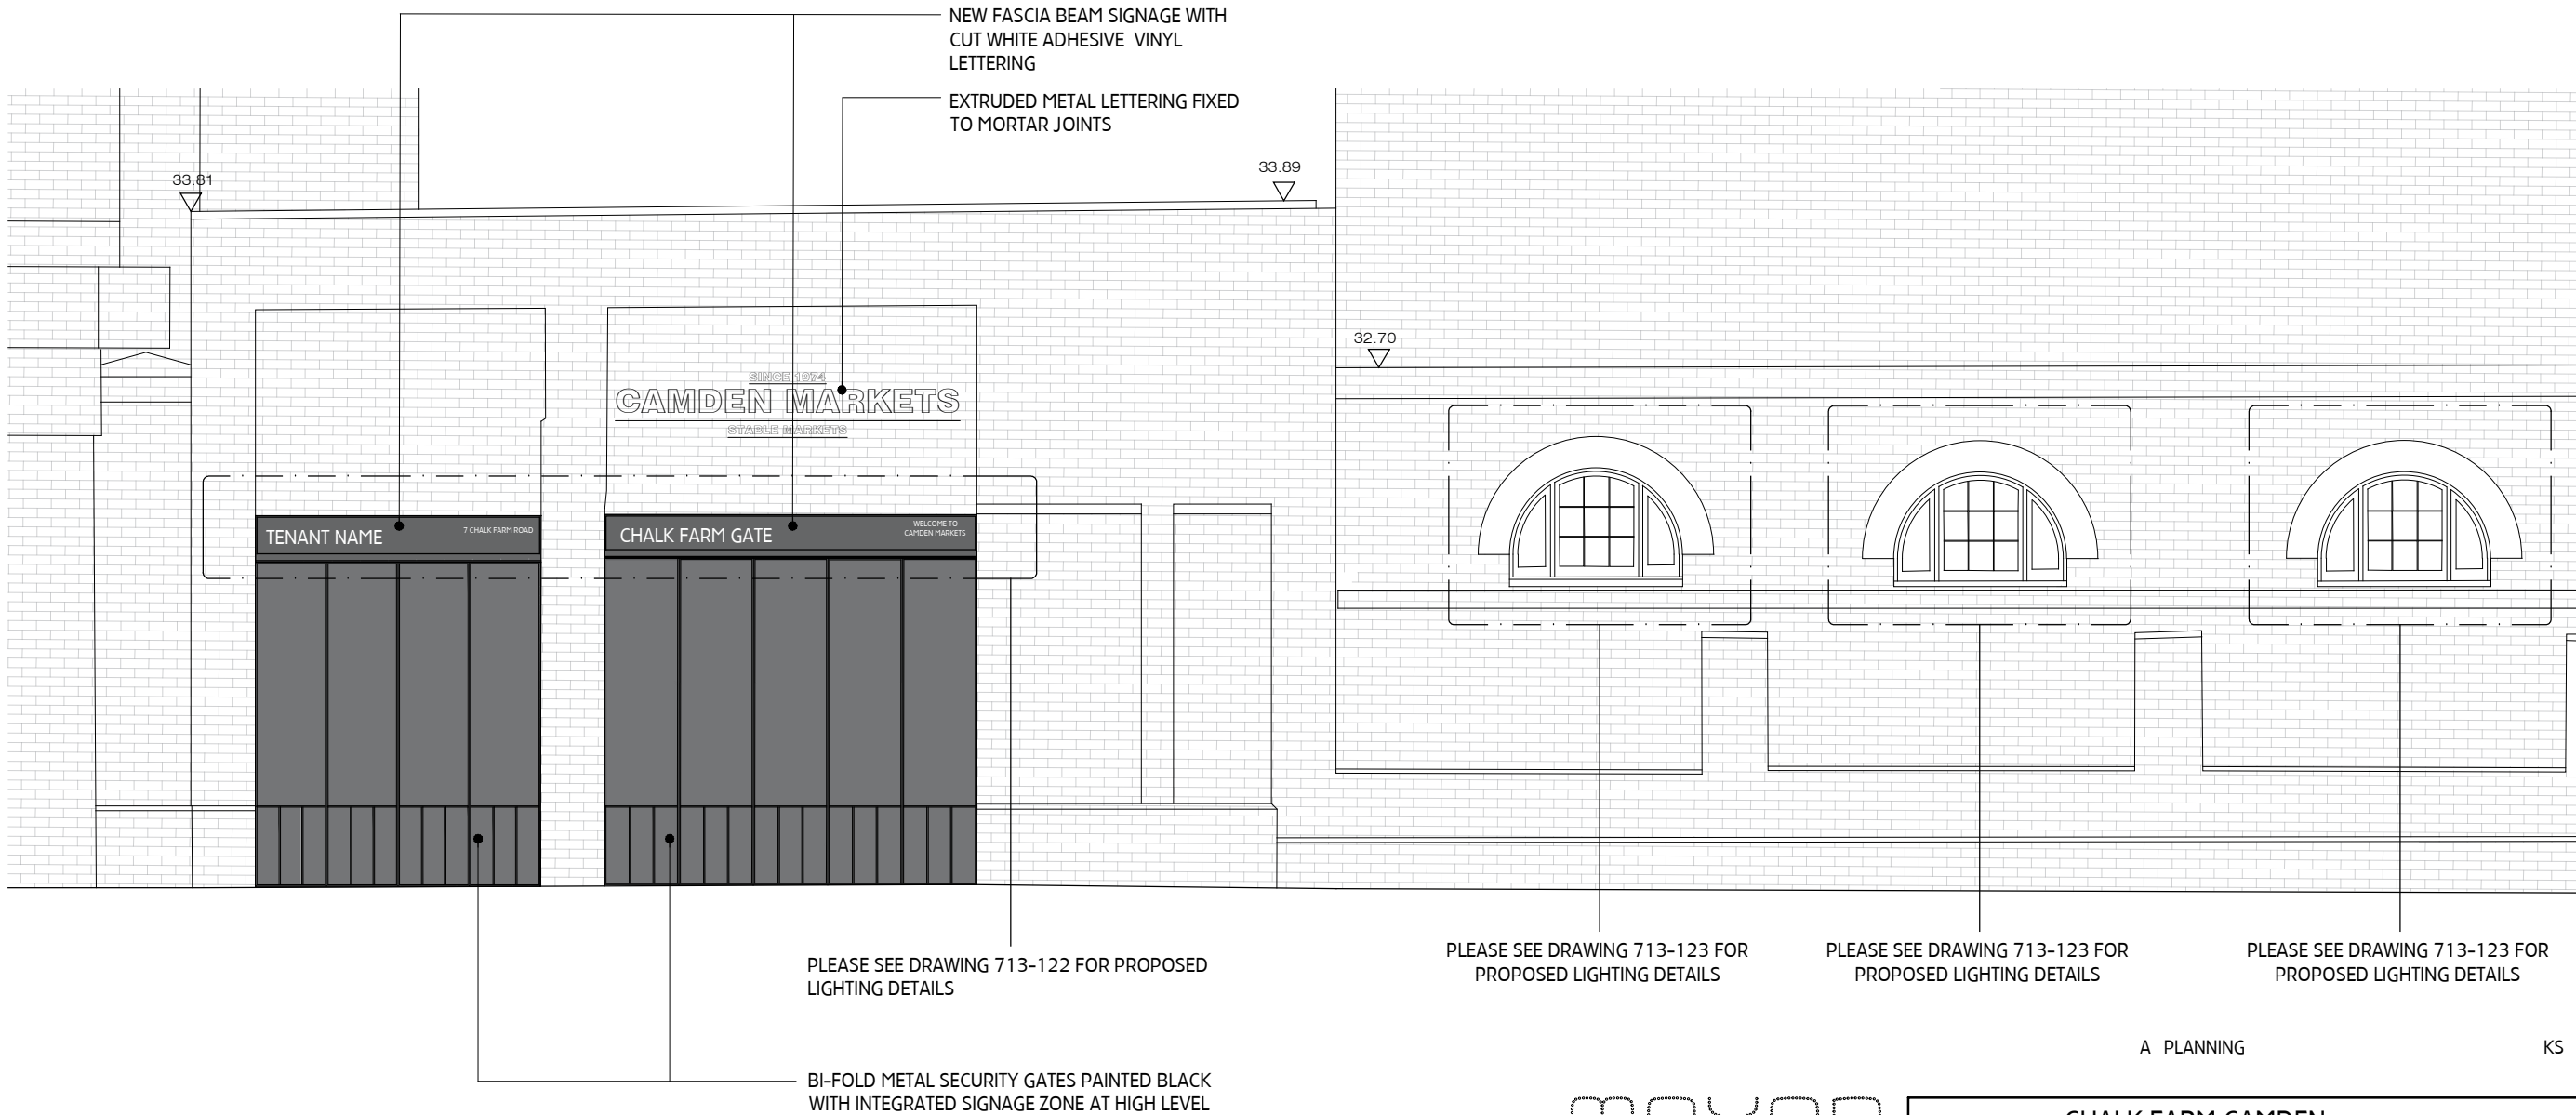 NEW FASCIA BEAM SIGNAGE WITH
CUT WHITE ADHESIVE VINYL
LETTERING
EXTRUDED METAL LETTERING FIXED
TO MORTAR JOINTS
33.81
33.89
32.70
SINCE 1974
CAMDEN MARKETS
STABLE MARKETS
TENANT NAME
7 CHALK FARM ROAD
CHALK FARM GATE
WELCOME TO
CAMDEN MARKETS
PLEASE SEE DRAWING 713-122 FOR PROPOSED
LIGHTING DETAILS
PLEASE SEE DRAWING 713-123 FOR
PROPOSED LIGHTING DETAILS
PLEASE SEE DRAWING 713-123 FOR
PROPOSED LIGHTING DETAILS
PLEASE SEE DRAWING 713-123 FOR
PROPOSED LIGHTING DETAILS
BI-FOLD METAL SECURITY GATES PAINTED BLACK
WITH INTEGRATED SIGNAGE ZONE AT HIGH LEVEL
A PLANNING KS
CHALK FARM CAMDEN